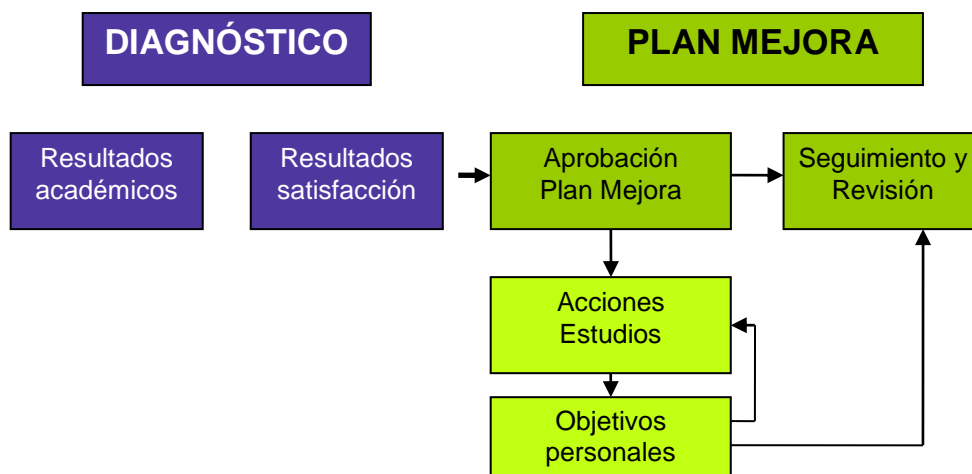 DIAGNÓSTICO
PLAN MEJORA
Resultados
académicos
Resultados
satisfacción
Aprobación
Plan Mejora
Seguimiento y
Revisión
Acciones
Estudios
Objetivos
personales